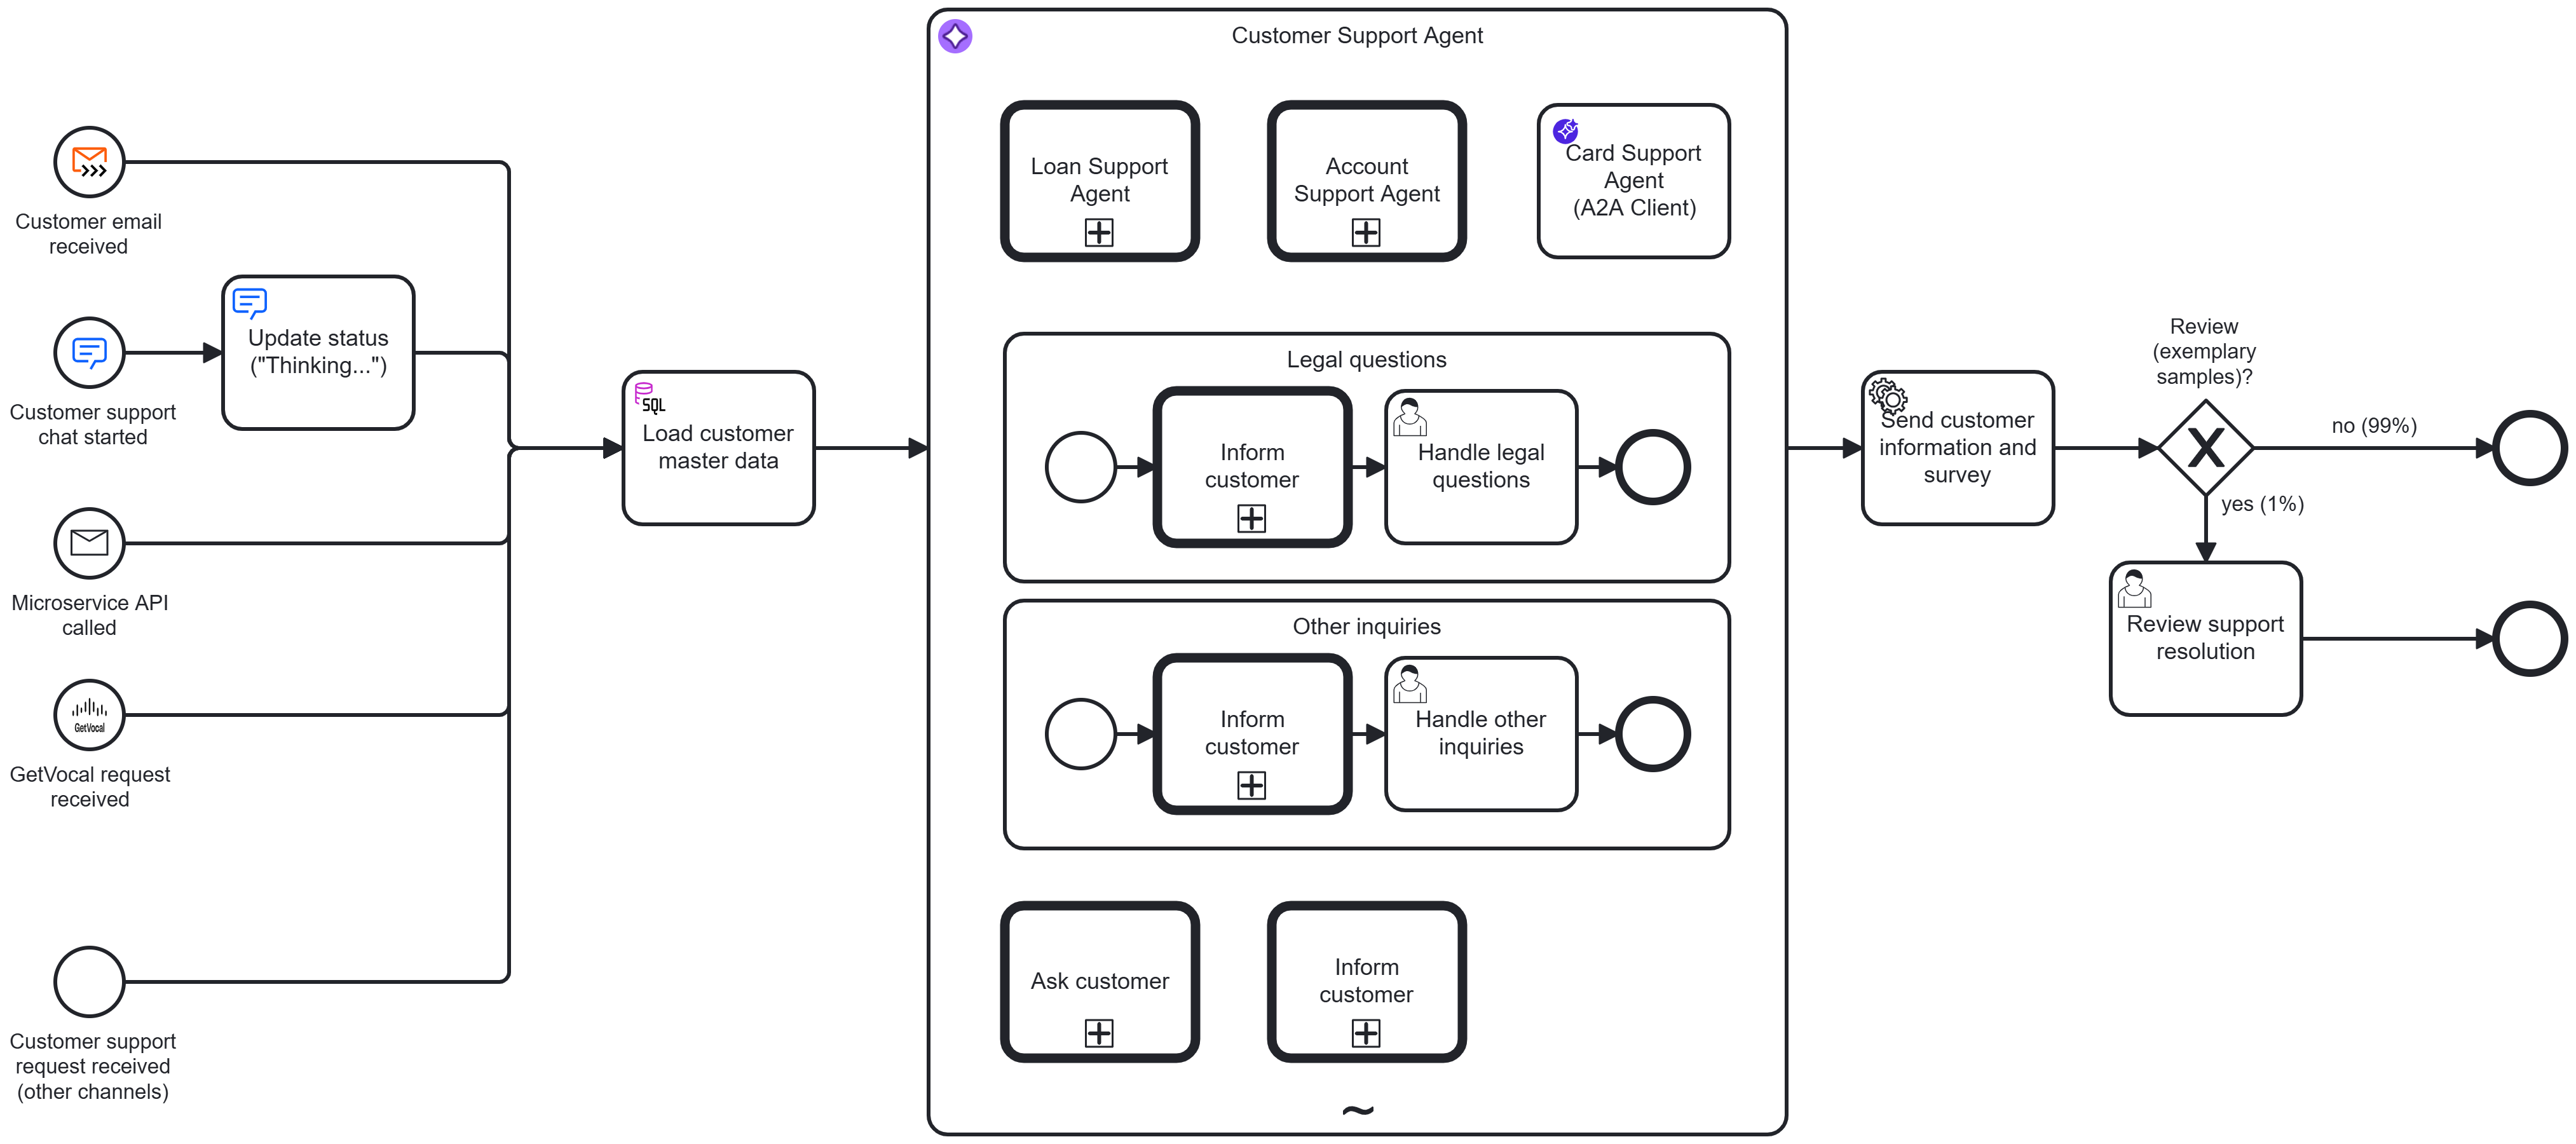 Customer Support Agent
Customer email
received
Update status
("Thinking...")
Customer support
chat started
Microservice API
called
GetVocal
GetVocal request
received
Customer support
request received
(other channels)
SQL
Load customer
master data
Loan Support
Agent
Account
Support Agent
Card Support
Agent
(A2A Client)
Legal questions
Inform
customer
Handle legal
questions
Other inquiries
Inform
customer
Handle other
inquiries
Ask customer
Inform
customer
~
Send customer
information and
survey
Review
(exemplary
samples)?
X
no (99%)
yes (1%)
Review support
resolution